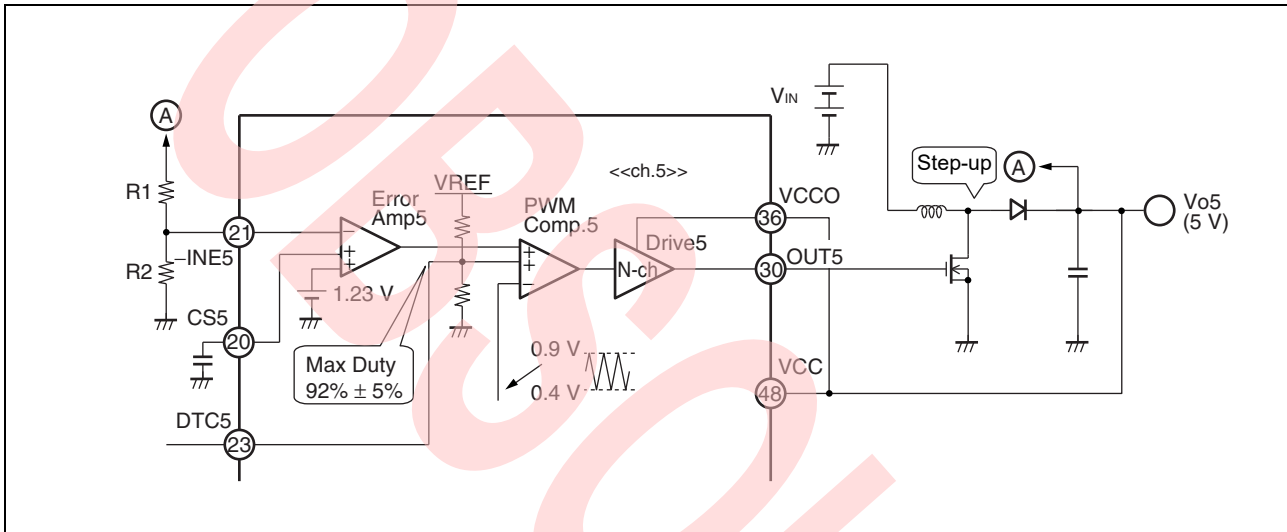 A
R1
R2
21
–INE5
CS5
20
DTC5
23
Error
Amp5
1.23 V
VREF
Max Duty
92% ± 5%
PWM
Comp.5
0.9 V
0.4 V
<<ch.5>>
Drive5
N-ch
VCCO
36
OUT5
30
VCC
48
VIN
Step-up
A
Vo5
(5 V)